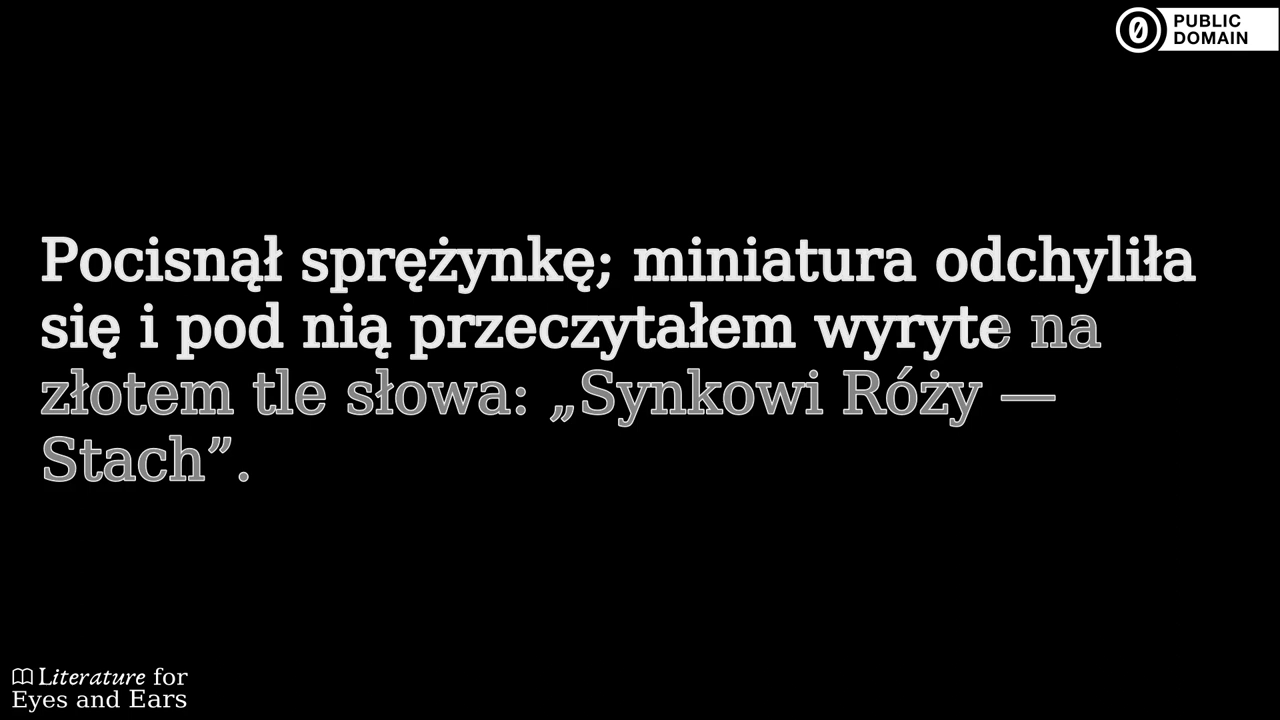 PUBLIC
DOMAIN
Pocisnął sprężynkę; miniatura odchyliła
się i pod nią przeczytałem wyryte na
złotem tle słowa: „Synkowi Róży —
Stach”.
Literature for
Eyes and Ears